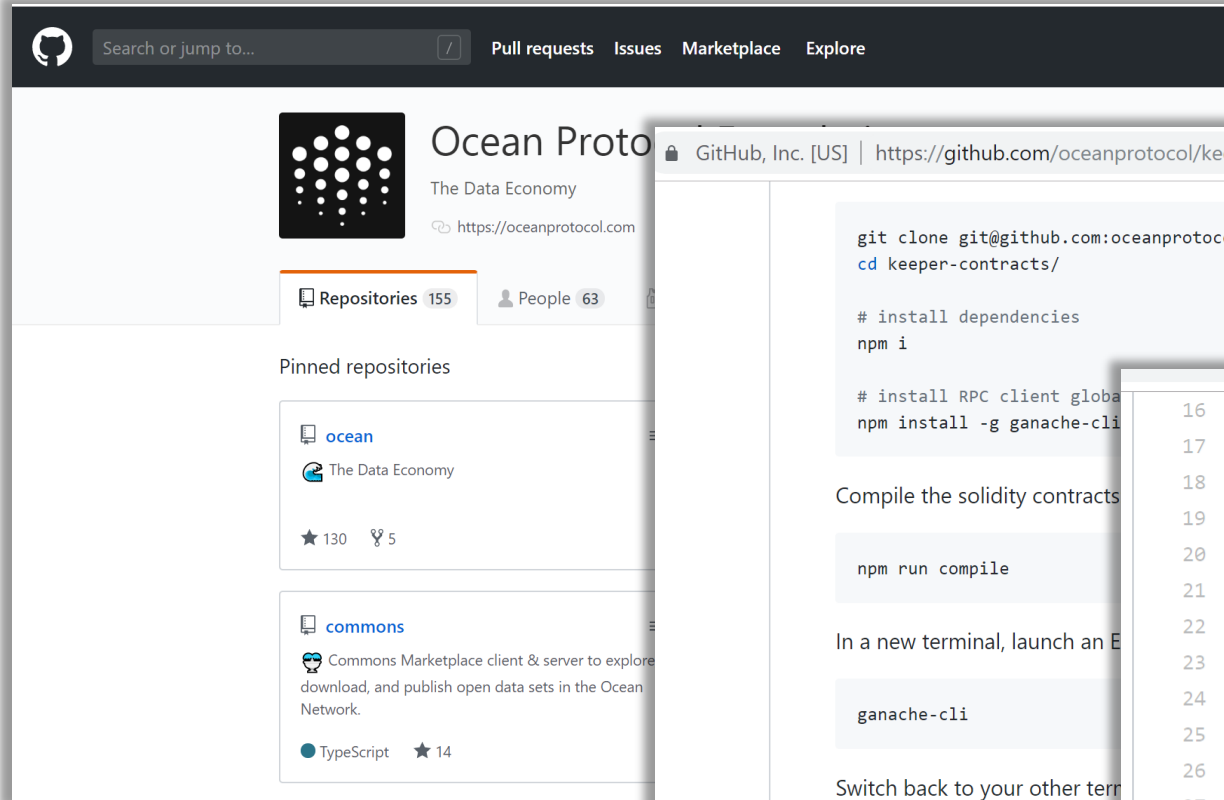 Search or jump to... /
Pull requests Issues Marketplace Explore
Ocean
The Data Economy
https://oceanprotocol.com
Repositories 155
People 63
Pinned repositories
ocean
The Data Economy
130 5
commons
Commons Marketplace client & server to explore
download, and publish open data sets in the Ocean
Network.
TypeScript 14
GitHub, Inc. [US] https://github.com/oceanprotocol/ke
git clone git@github.com:oceanprotoc
cd keeper-contracts/
# install dependencies
npm i
# install RPC client globa
npm install -g ganache-cli
Compile the solidity contracts
npm run compile
In a new terminal, launch an E
ganache-cli
Switch back to your other term
16
17
18
19
20
21
22
23
24
25
26